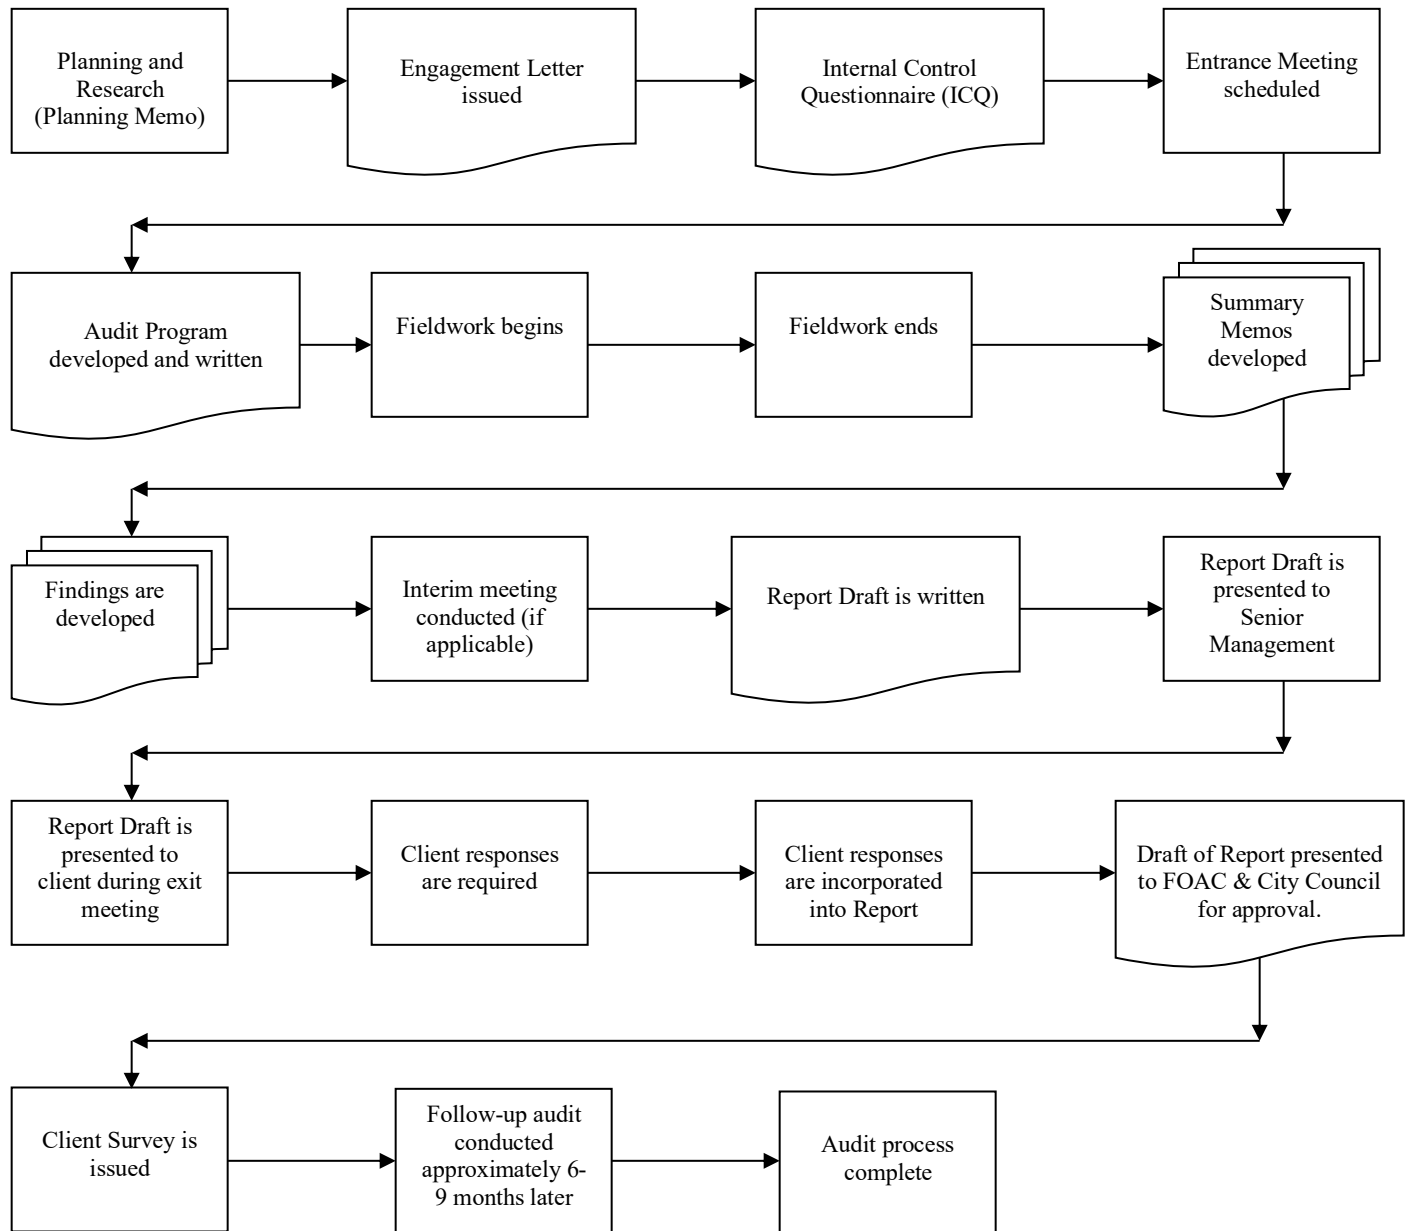 Planning and
Research
(Planning Memo)
Engagement Letter
issued
Internal Control
Questionnaire (ICQ)
Entrance Meeting
scheduled
Audit Program
developed and written
Fieldwork begins
Fieldwork ends
Summary
Memos
developed
Findings are
developed
Interim meeting
conducted (if
applicable)
Report Draft is written
Report Draft is
presented to
Senior
Management
Report Draft is
presented to
client during exit
meeting
Client responses
are required
Client responses
are incorporated
into Report
Draft of Report presented
to FOAC & City Council
for approval.
Client Survey is
issued
Follow-up audit
conducted
approximately 6-
9 months later
Audit process
complete